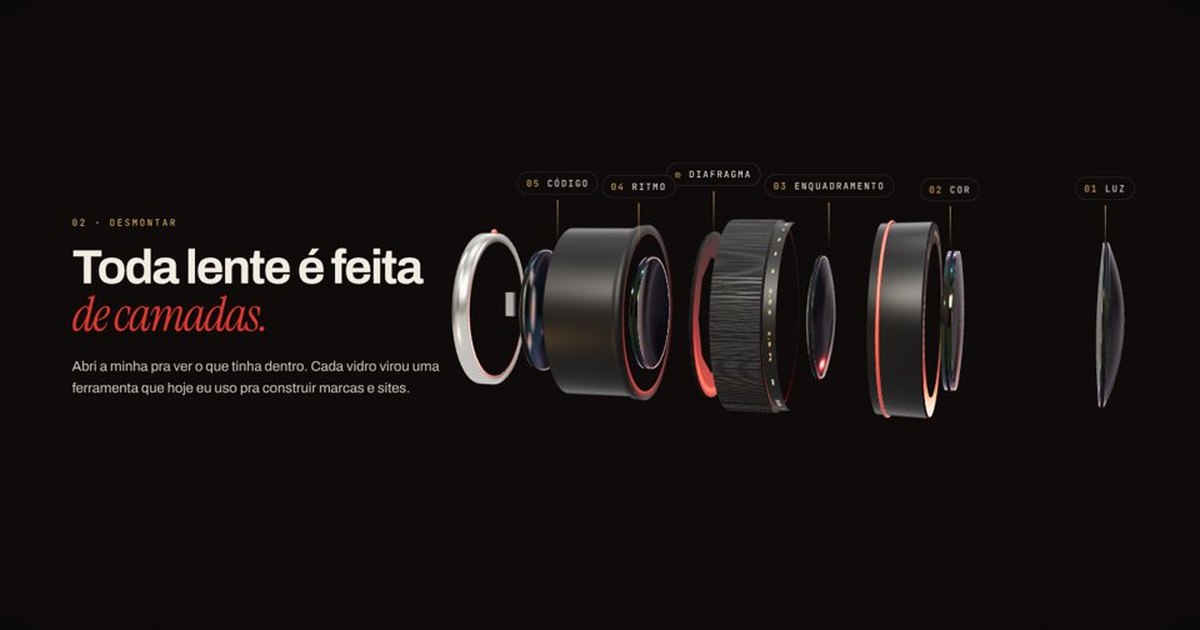 02 · DESMONTAR
Toda lente é feita
de camadas.
Abri a minha pra ver o que tinha dentro. Cada vidro virou uma
ferramenta que hoje eu uso pra construir marcas e sites.
05 CÓDIGO
04 RITMO
DIAFRAGMA
03 ENQUADRAMENTO
02 COR
01 LUZ